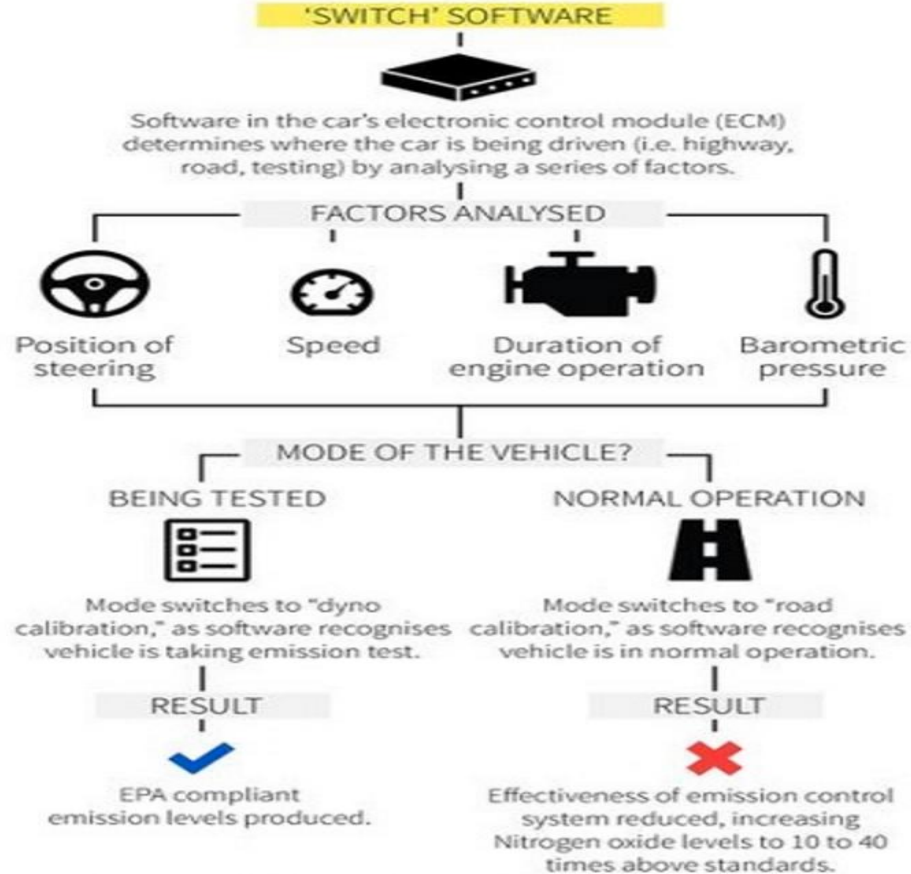 'SWITCH' SOFTWARE
Software in the car's electronic control module (ECM)
determines where the car is being driven (i.e. highway,
road, testing) by analysing a series of factors.
FACTORS ANALYSED
Position of
steering
Speed
Duration of
engine operation
Barometric
pressure
MODE OF THE VEHICLE?
BEING TESTED
Mode switches to "dyno
calibration," as software recognises
vehicle is taking emission test.
RESULT
EPA compliant
emission levels produced.
NORMAL OPERATION
Mode switches to "road
calibration," as software recognises
vehicle is in normal operation.
RESULT
Effectiveness of emission control
system reduced, increasing
Nitrogen oxide levels to 10 to 40
times above standards.